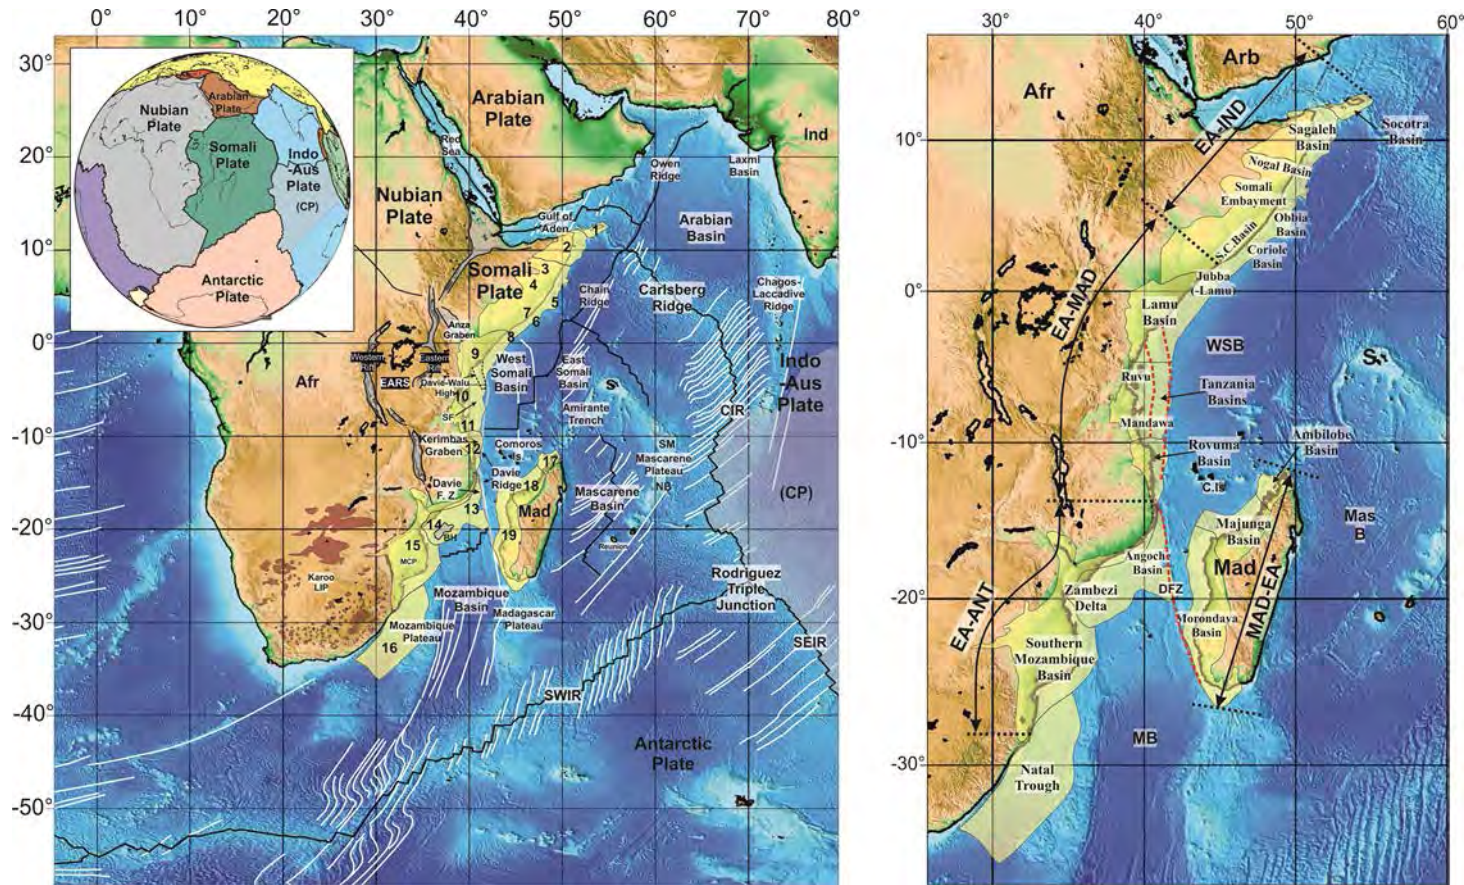 0°
10°
20°
30°
40°
50°
60°
70°
80°
30°
20°
10°
0°
-10°
-20°
-30°
-40°
-50°
Nubian
Plate
Arabian
Plate
Somali
Plate
Indo
-Aus
Plate
(CP)
Antarctic
Plate
Arabian
Plate
Ind
Red
Sea
Nubian
Plate
Owen
Ridge
Laxml
Basin
Gulf of
Aden
Arabian
Basin
1
2
Somali
Plate
3
4
5
7
6
8
Chain
Ridge
Carlsberg
Ridge
Chagos-
Laccadive
Ridge
Anza
Graben
Western
Rift
Eastern
Rift
EARS
Afr
9
West
Somali
Basin
East
Somali
Basin
S
Indo
-Aus
Plate
Davie-Walu
High
10
SF
11
Amirante
Trench
CIR
Kerimbas
Graben
12
Comoros
Is.
SM
Mascarene
Plateau
NB
17
Davie
Ridge
18
Davie
F. Z
13
Mascarene
Basin
(CP)
Mad
14
BH
15
19
MCP
Reunion
Karoo
LIP
Mozambique
Basin
Rodriguez
Triple
Junction
Madagascar
Plateau
Mozambique
Plateau
16
SEIR
SWIR
Antarctic
Plate
30°
40°
50°
60°
10°
0°
-10°
-20°
-30°
Arb
Afr
EA-IND
Socotra
Basin
Sagaleh
Basin
Nogal Basin
Somali
Embayment
Obbia
Basin
S.C.Basin
Coriole
Basin
Jubba
(-Lamu)
EA-MAD
Lamu
Basin
WSB
S
Ruvu
Tanzania
Basins
Mandawa
Rovuma
Basin
Ambilobe
Basin
C.Is
Majunga
Basin
Mas
B
Angoche
Basin
Mad
DFZ
Zambezi
Delta
MAD-EA
EA-ANT
Morondava
Basin
Southern
Mozambique
Basin
MB
Natal
Trough